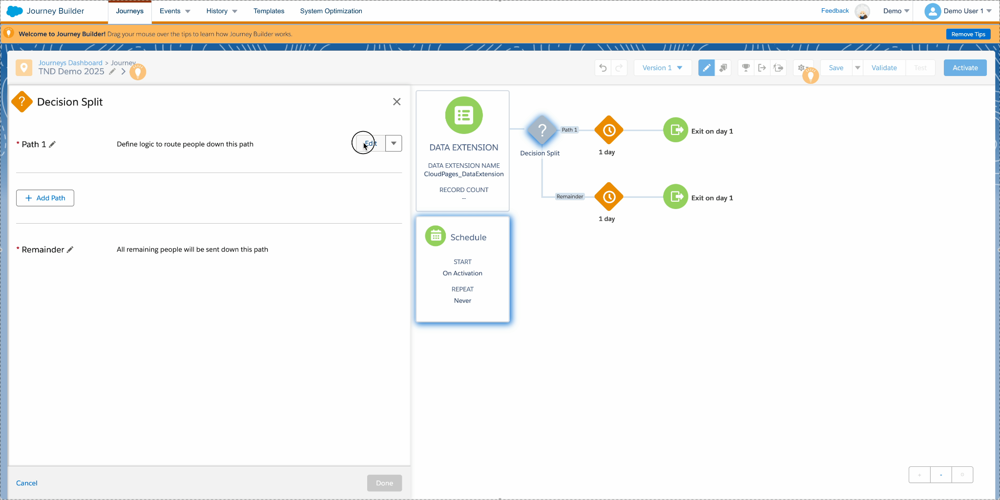 Journey Builder
Journeys
Events
History
Templates
System Optimization
Feedback
Demo
Demo User 1
Welcome to Journey Builder! Drag your mouse over the tips to learn how Journey Builder works.
Remove Tips
Journeys Dashboard > Journey
TND Demo 2025
Version 1
Save
Validate
Test
Activate
? Decision Split
* Path 1
Define logic to route people down this path
Edit
+ Add Path
* Remainder
All remaining people will be sent down this path
Cancel
Done
DATA EXTENSION
DATA EXTENSION NAME
CloudPages_DataExtension
RECORD COUNT
--
Schedule
START
On Activation
REPEAT
Never
?
Decision Split
Path 1
1 day
Exit on day 1
Remainder
1 day
Exit on day 1
+
-